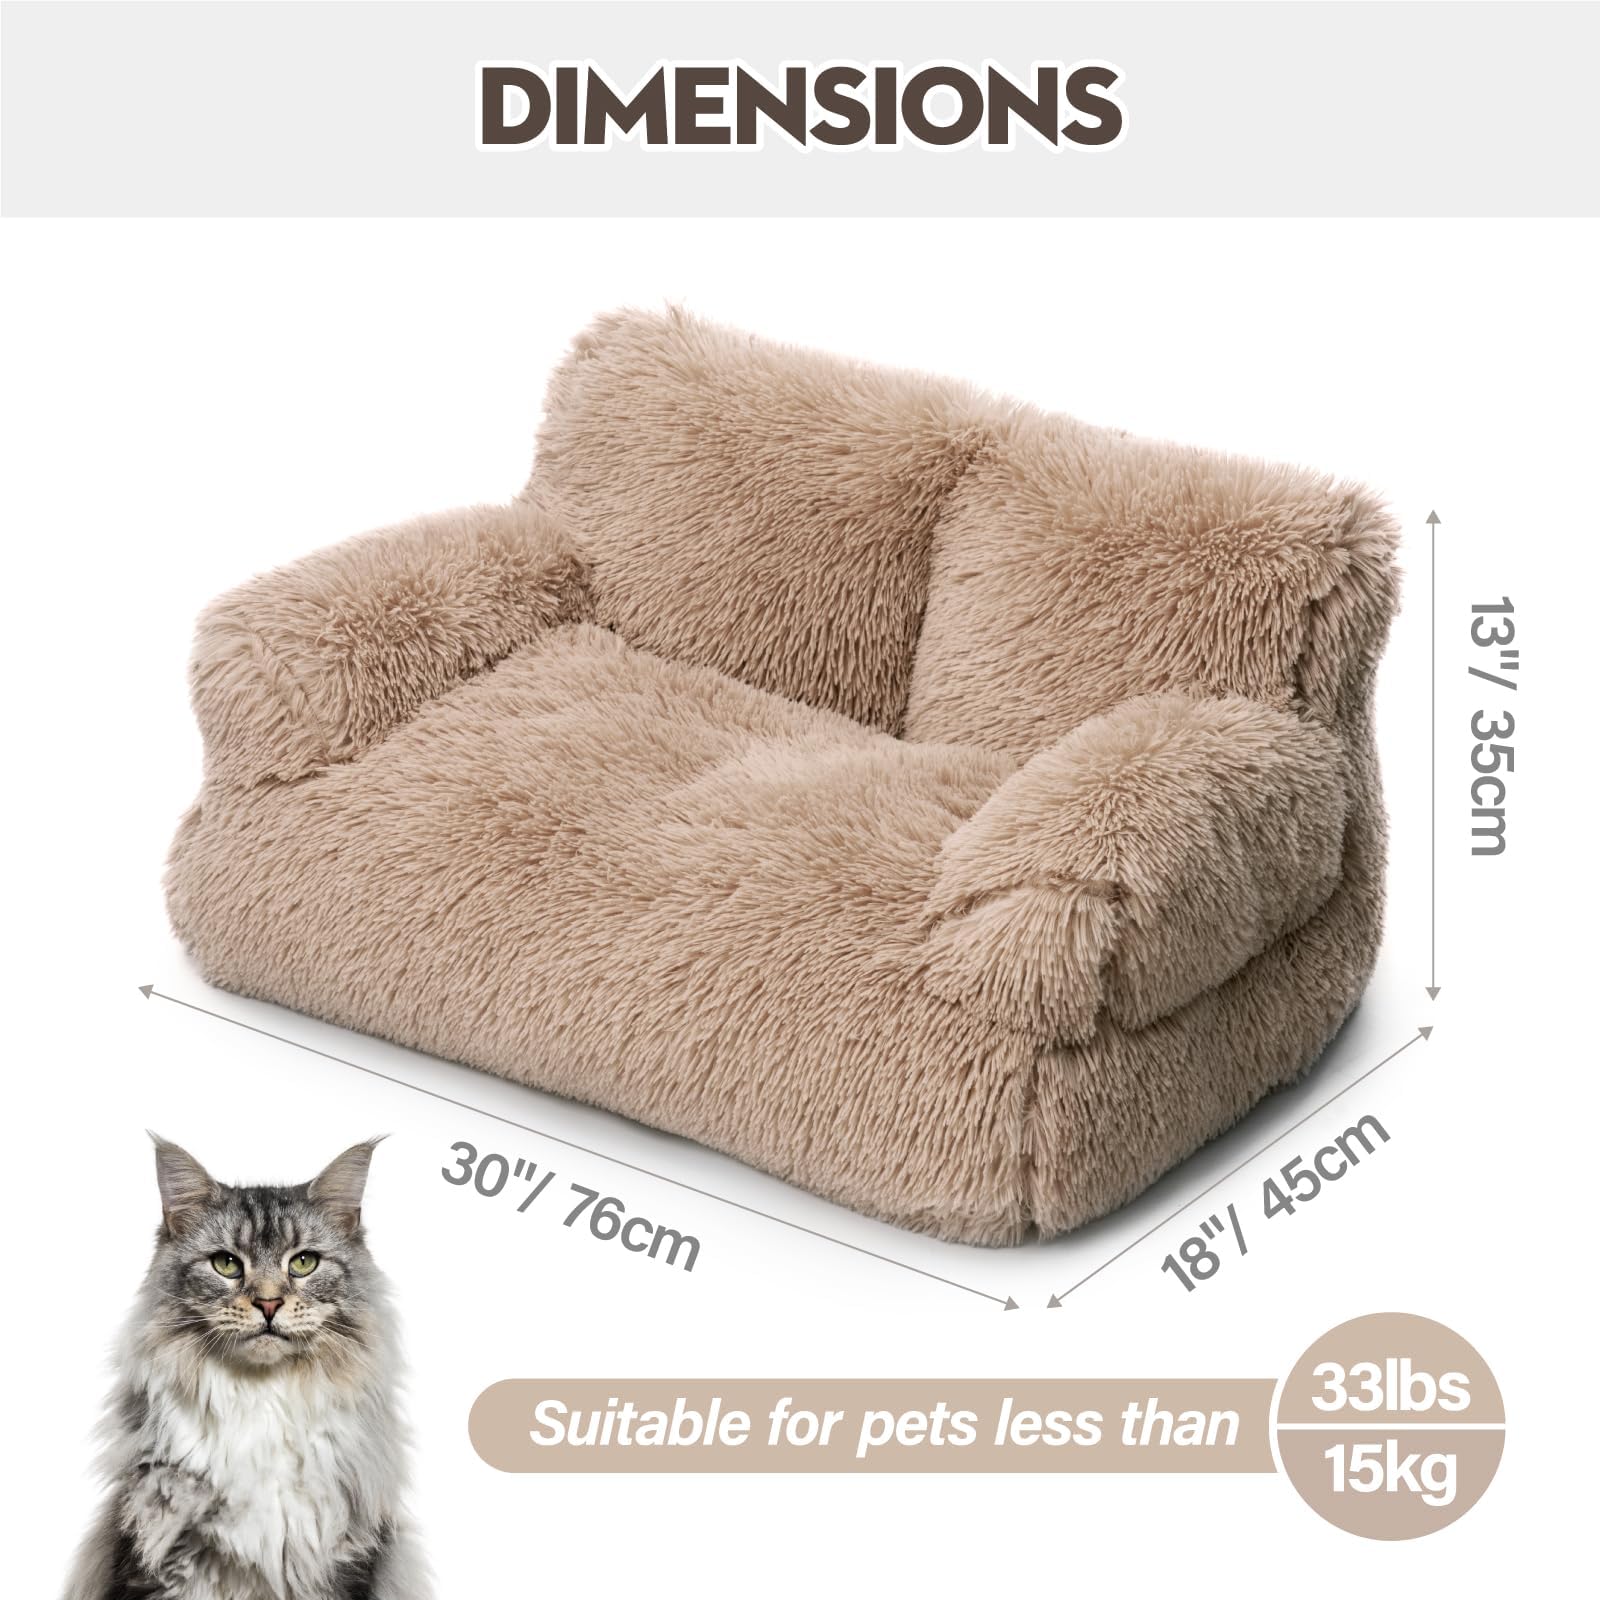 DIMENSIONS
13"/ 35cm
30"/ 76cm
18"/ 45cm
Suitable for pets less than
33lbs
15kg